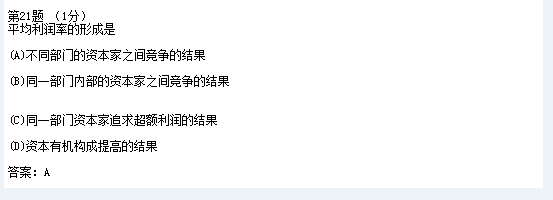 第21题 （1分）
平均利润率的形成是
(A)不同部门的资本家之间竞争的结果
(B)同一部门内部的资本家之间竞争的结果
(C)同一部门资本家追求超额利润的结果
(D)资本有机构成提高的结果
答案：A